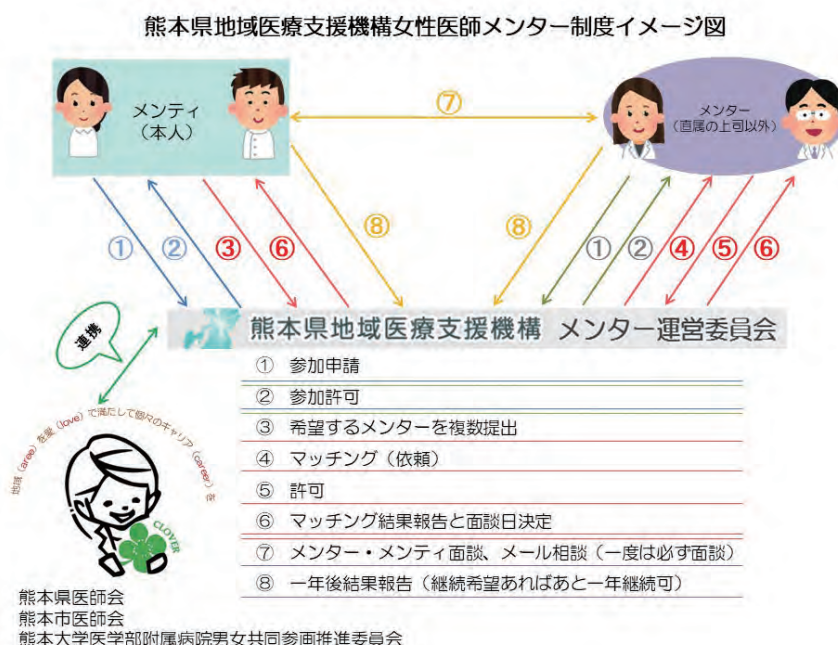 熊本県地域医療支援機構女性医師メンター制度イメージ図
メンティ
（本人）
⑦
メンター
（直属の上司以外）
⑧
⑧
①
②
③
⑥
①
②
④
⑤
⑥
連携
熊本県地域医療支援機構 メンター運営委員会
① 参加申請
② 参加許可
③ 希望するメンターを複数提出
④ マッチング（依頼）
⑤ 許可
⑥ マッチング結果報告と面談日決定
⑦ メンター・メンティ面談、メール相談（一度は必ず面談）
⑧ 一年後結果報告（継続希望あればあと一年継続可）
地域（area）を愛（love）で満たして個々のキャリア（career）を
CLOVER
熊本県医師会
熊本市医師会
熊本大学医学部附属病院男女共同参画推進委員会